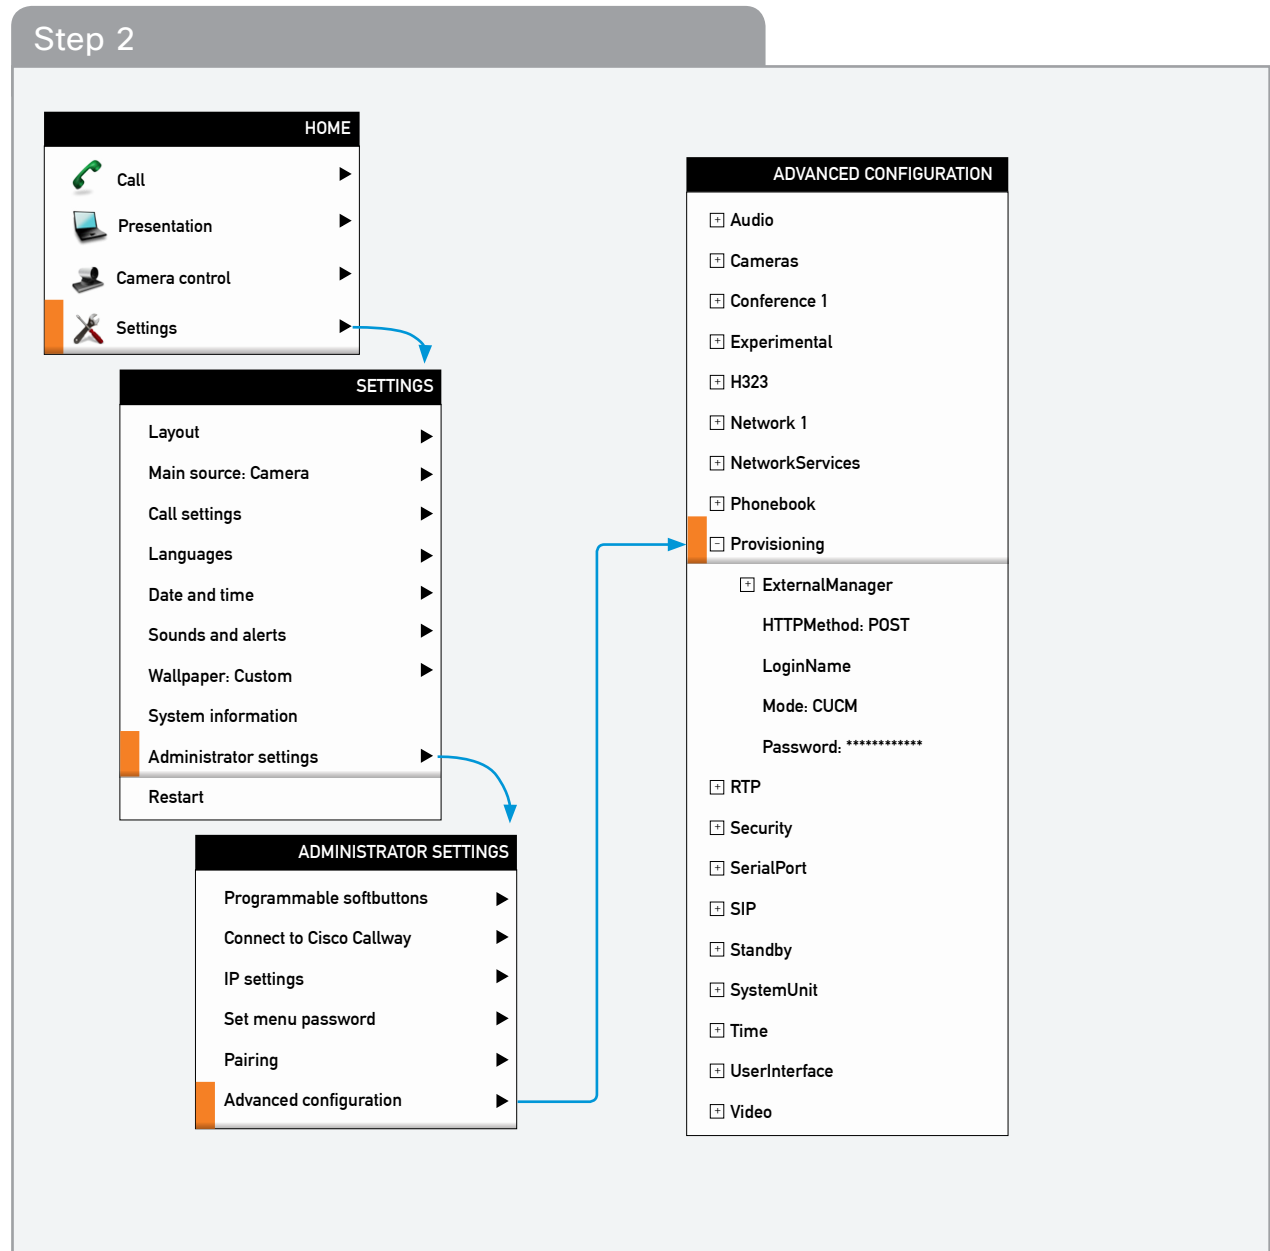 Step 2
HOME
Call
Presentation
Camera control
Settings
SETTINGS
Layout
Main source: Camera
Call settings
Languages
Date and time
Sounds and alerts
Wallpaper: Custom
System information
Administrator settings
Restart
ADMINISTRATOR SETTINGS
Programmable softbuttons
Connect to Cisco Callway
IP settings
Set menu password
Pairing
Advanced configuration
ADVANCED CONFIGURATION
Audio
Cameras
Conference 1
Experimental
H323
Network 1
NetworkServices
Phonebook
Provisioning
ExternalManager
HTTPMethod: POST
LoginName
Mode: CUCM
Password: ************
RTP
Security
SerialPort
SIP
Standby
SystemUnit
Time
UserInterface
Video